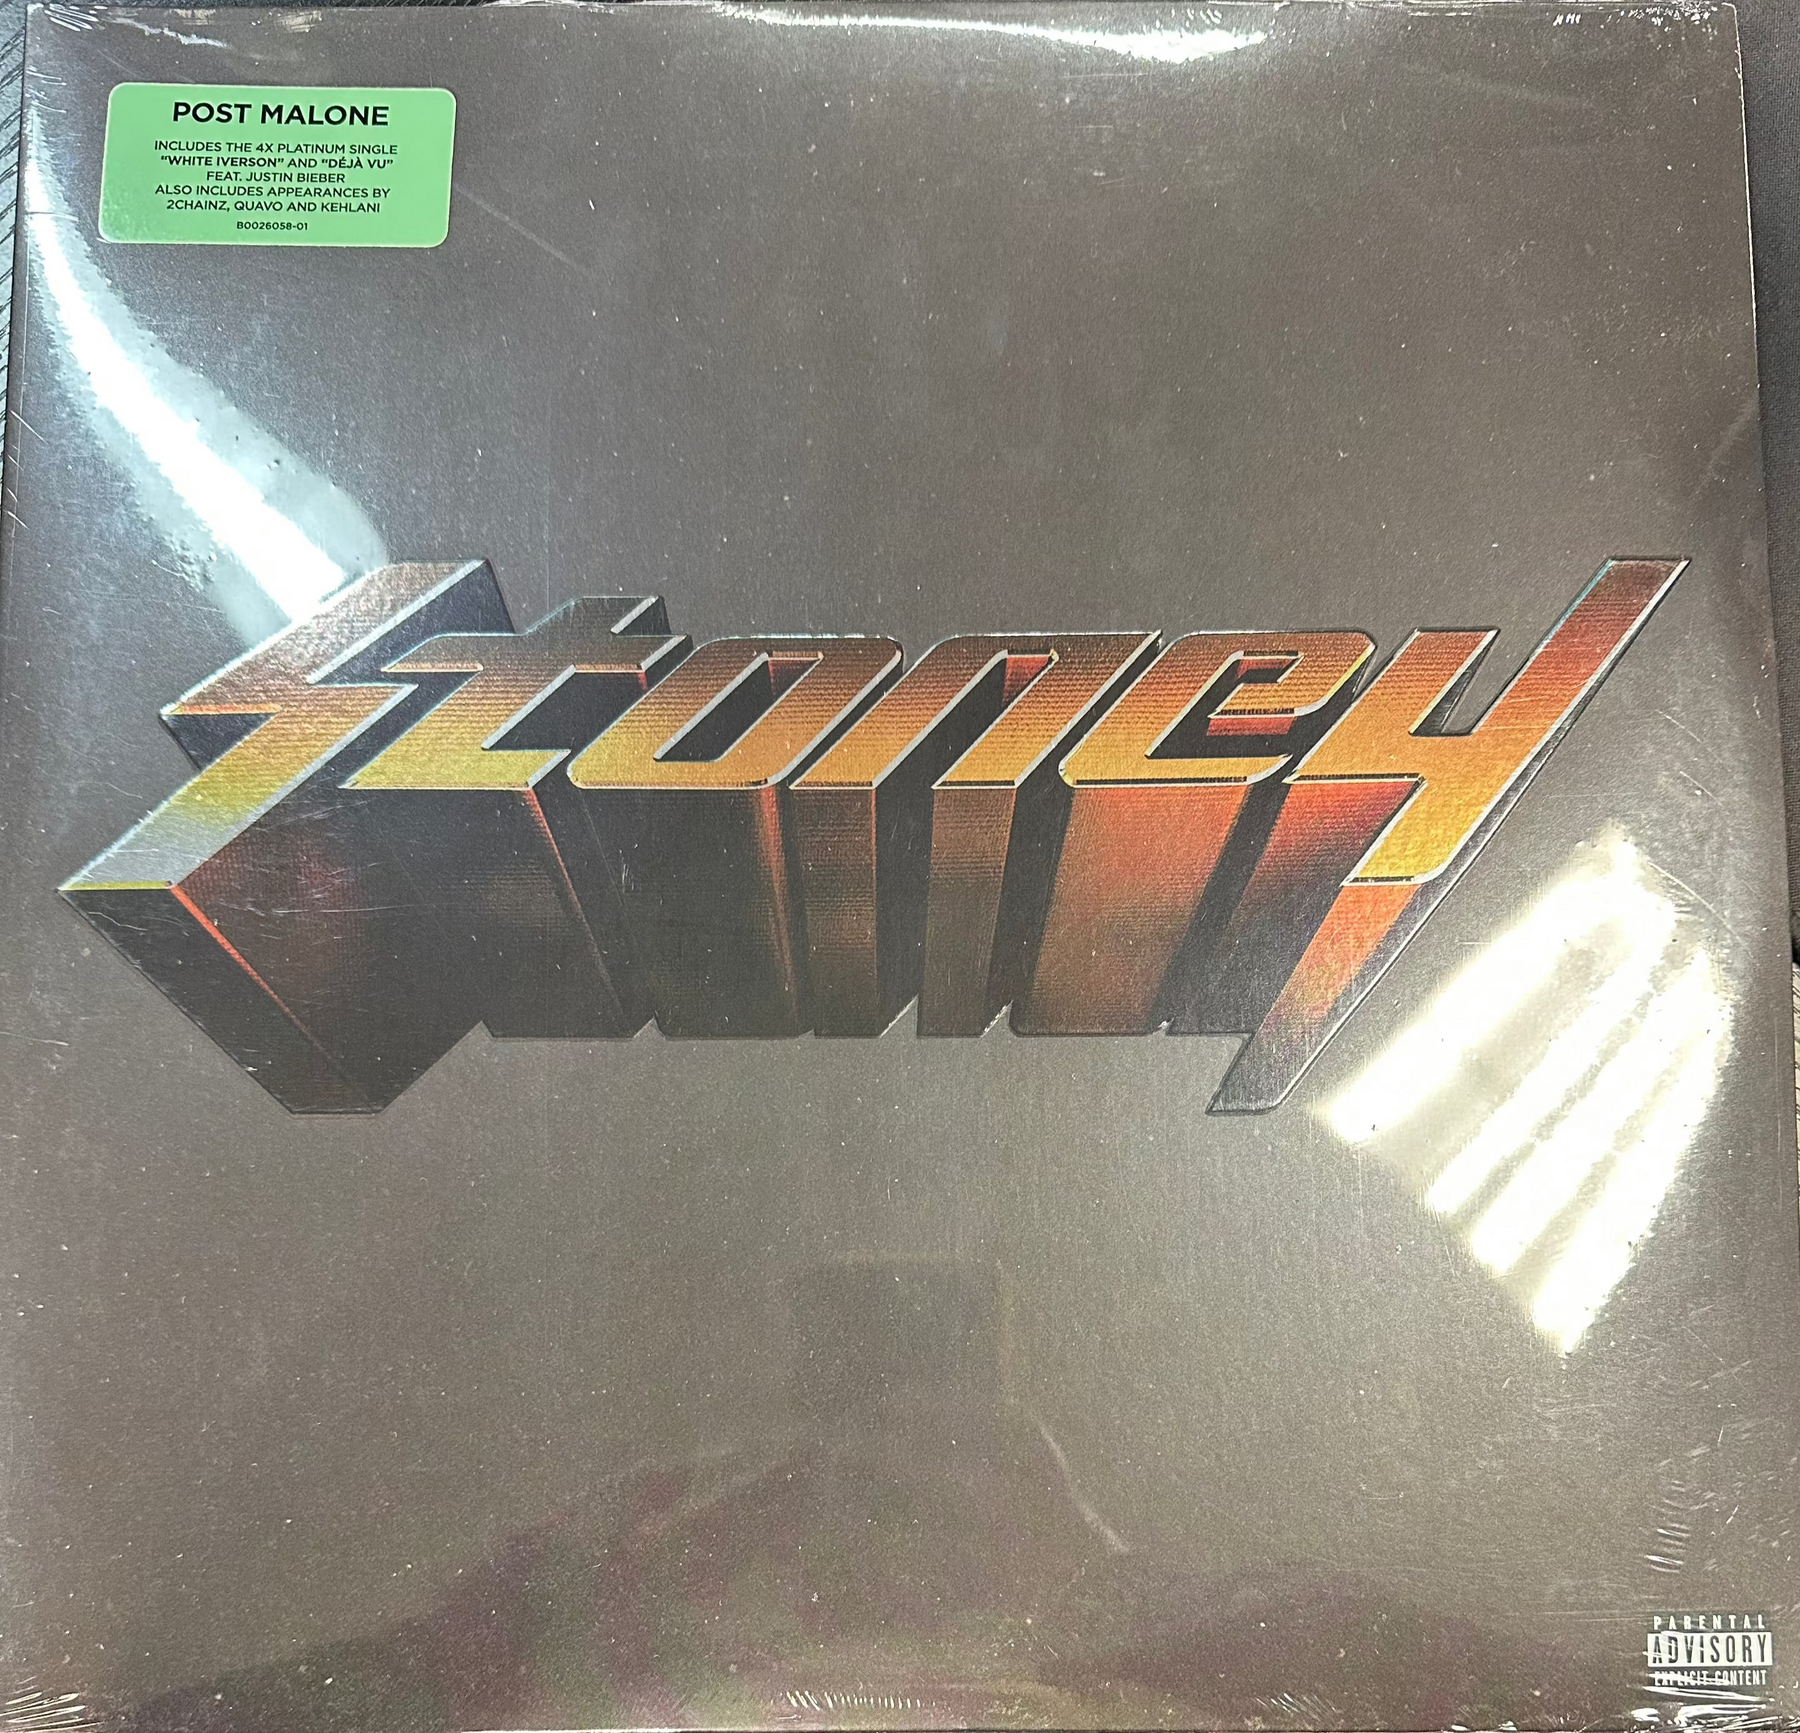 POST MALONE
INCLUDES THE 4X PLATINUM SINGLE
“WHITE IVERSON” AND “DÉJÀ VU”
FEAT. JUSTIN BIEBER
ALSO INCLUDES APPEARANCES BY
2CHAINZ, QUAVO AND KEHLANI
B0026058-01
Stoney
PARENTAL
ADVISORY
EXPLICIT CONTENT